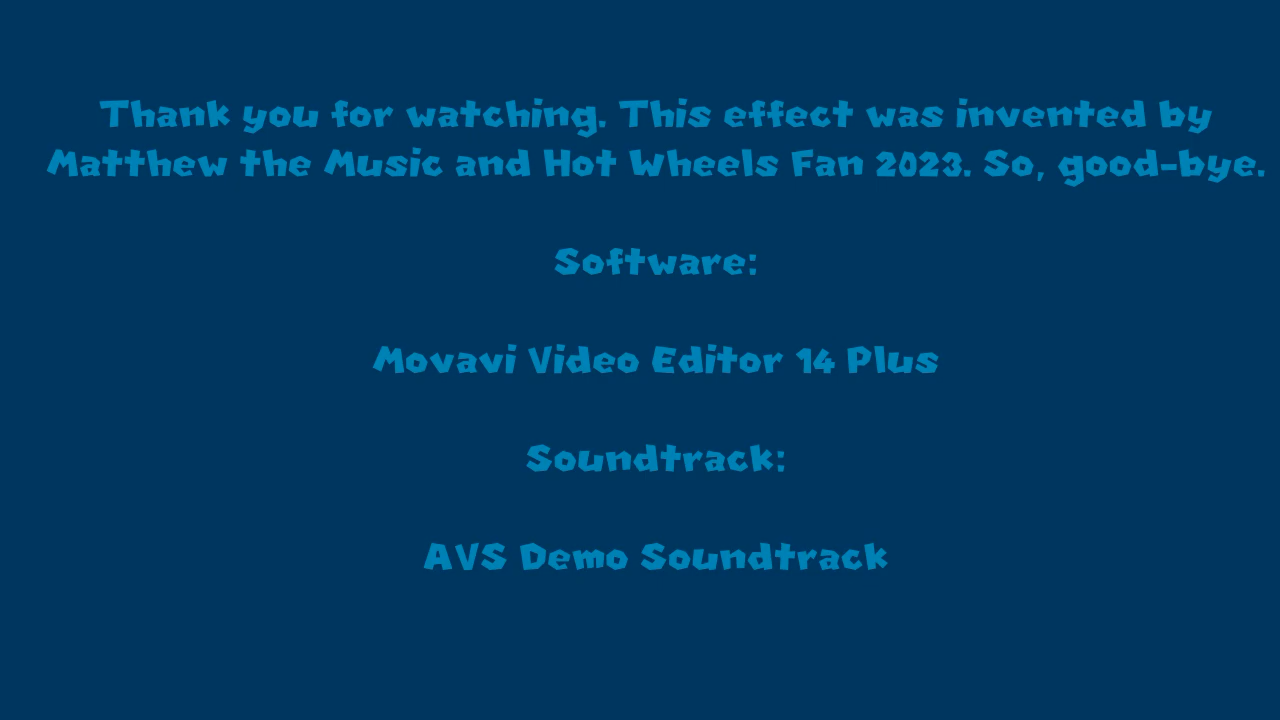 Thank you for watching. This effect was invented by
Matthew the Music and Hot Wheels Fan 2023. So, good-bye.
Software:
Movavi Video Editor 14 Plus
Soundtrack:
AVS Demo Soundtrack